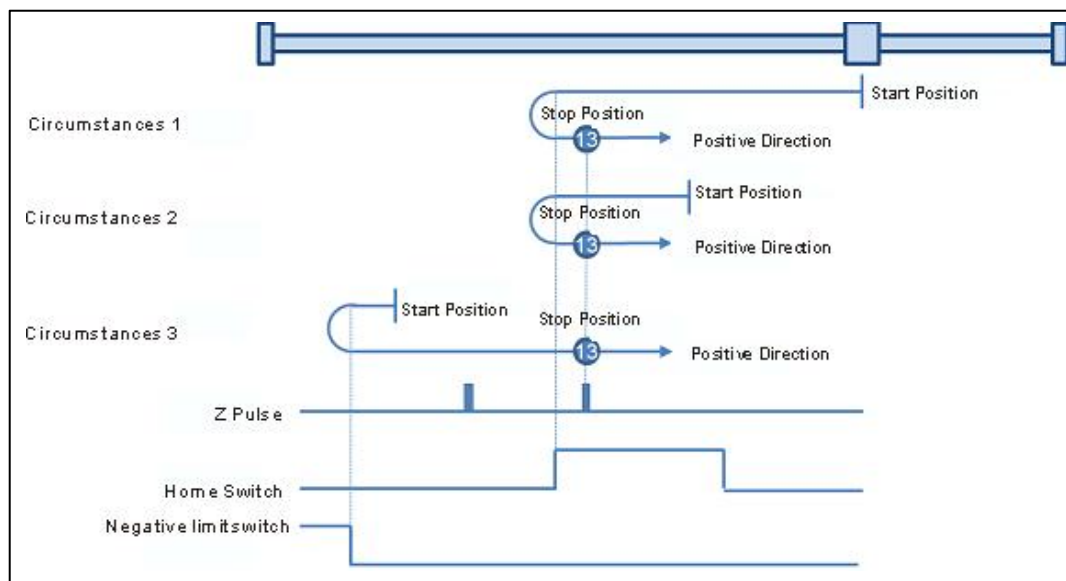 Start Position
Circumstances 1
Stop Position
13
Positive Direction
Start Position
Circumstances 2
Stop Position
13
Positive Direction
Start Position
Circumstances 3
Stop Position
13
Positive Direction
Z Pulse
Home Switch
Negative limitswitch